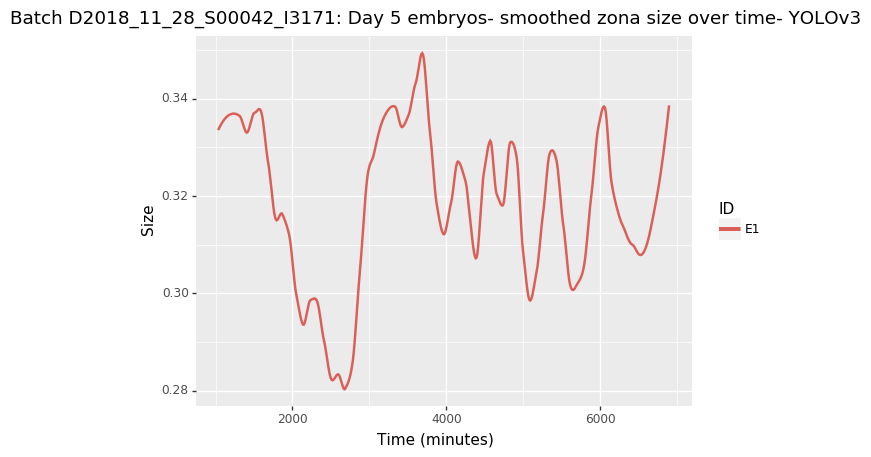 Batch D2018_11_28_S00042_I3171: Day 5 embryos- smoothed zona size over time- YOLOv3
0.34
0.32
0.30
0.28
Size
2000
4000
6000
Time (minutes)
ID
E1